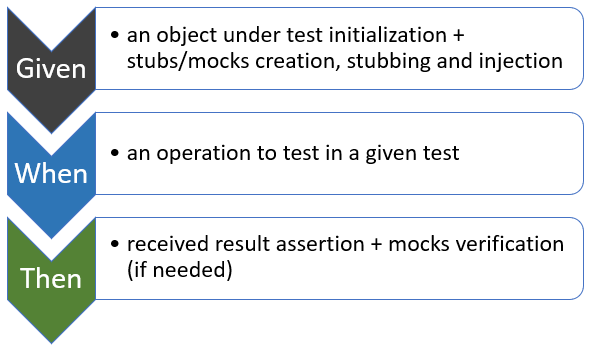 Given
• an object under test initialization +
stubs/mocks creation, stubbing and injection
When
• an operation to test in a given test
Then
• received result assertion + mocks verification
(if needed)